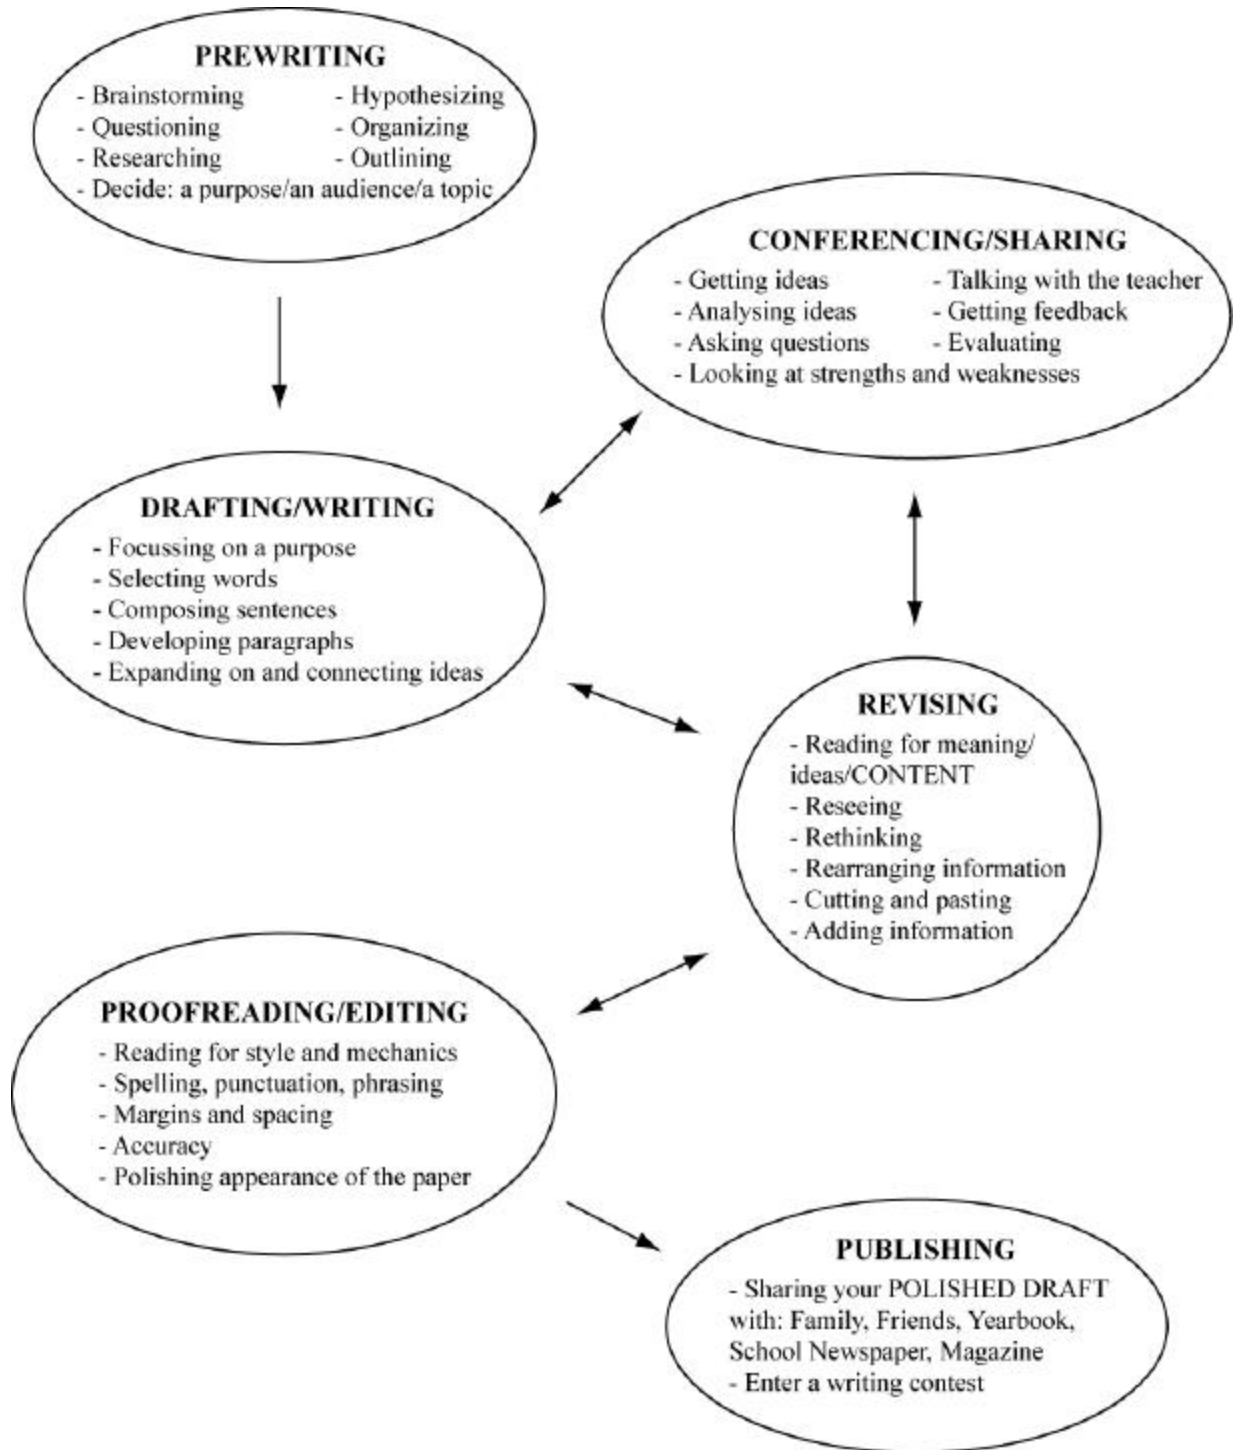 PREWRITING
- Brainstorming - Hypothesizing
- Questioning - Organizing
- Researching - Outlining
- Decide: a purpose/an audience/a topic
CONFERENCING/SHARING
- Getting ideas - Talking with the teacher
- Analysing ideas - Getting feedback
- Asking questions - Evaluating
- Looking at strengths and weaknesses
DRAFTING/WRITING
- Focussing on a purpose
- Selecting words
- Composing sentences
- Developing paragraphs
- Expanding on and connecting ideas
REVISING
- Reading for meaning/
ideas/CONTENT
- Reseeing
- Rethinking
- Rearranging information
- Cutting and pasting
- Adding information
PROOFREADING/EDITING
- Reading for style and mechanics
- Spelling, punctuation, phrasing
- Margins and spacing
- Accuracy
- Polishing appearance of the paper
PUBLISHING
- Sharing your POLISHED DRAFT
with: Family, Friends, Yearbook,
School Newspaper, Magazine
- Enter a writing contest